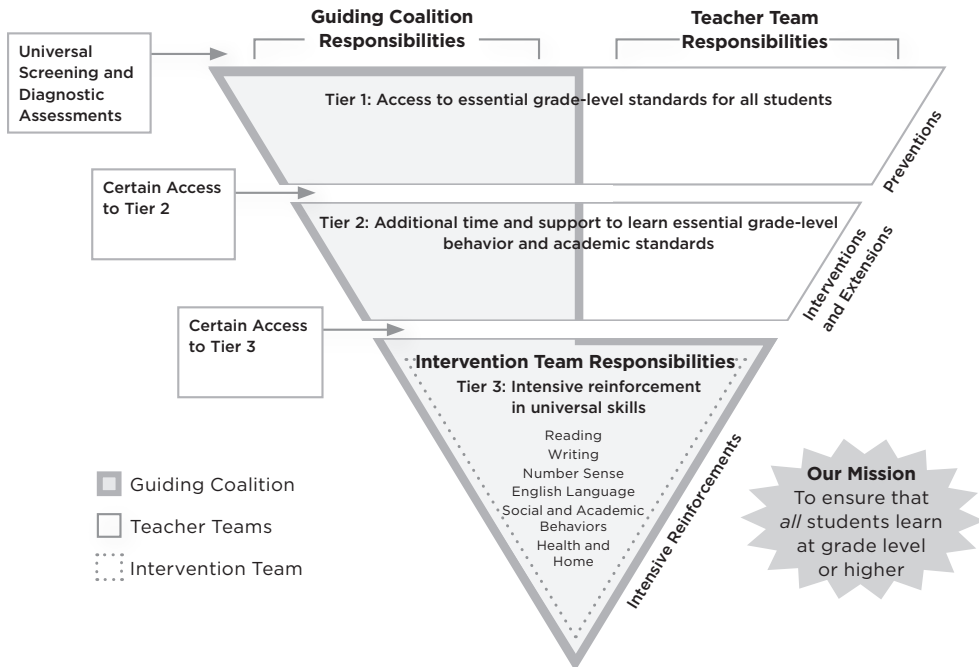 Guiding Coalition
Responsibilities
Teacher Team
Responsibilities
Universal
Screening and
Diagnostic
Assessments
Tier 1: Access to essential grade-level standards for all students
Preventions
Certain Access
to Tier 2
Tier 2: Additional time and support to learn essential grade-level
behavior and academic standards
Interventions
and Extensions
Certain Access
to Tier 3
Intervention Team Responsibilities
Tier 3: Intensive reinforcement
in universal skills
Reading
Writing
Number Sense
English Language
Social and Academic
Behaviors
Health and
Home
Intensive Reinforcements
Guiding Coalition
Teacher Teams
Intervention Team
Our Mission
To ensure that
all students learn
at grade level
or higher